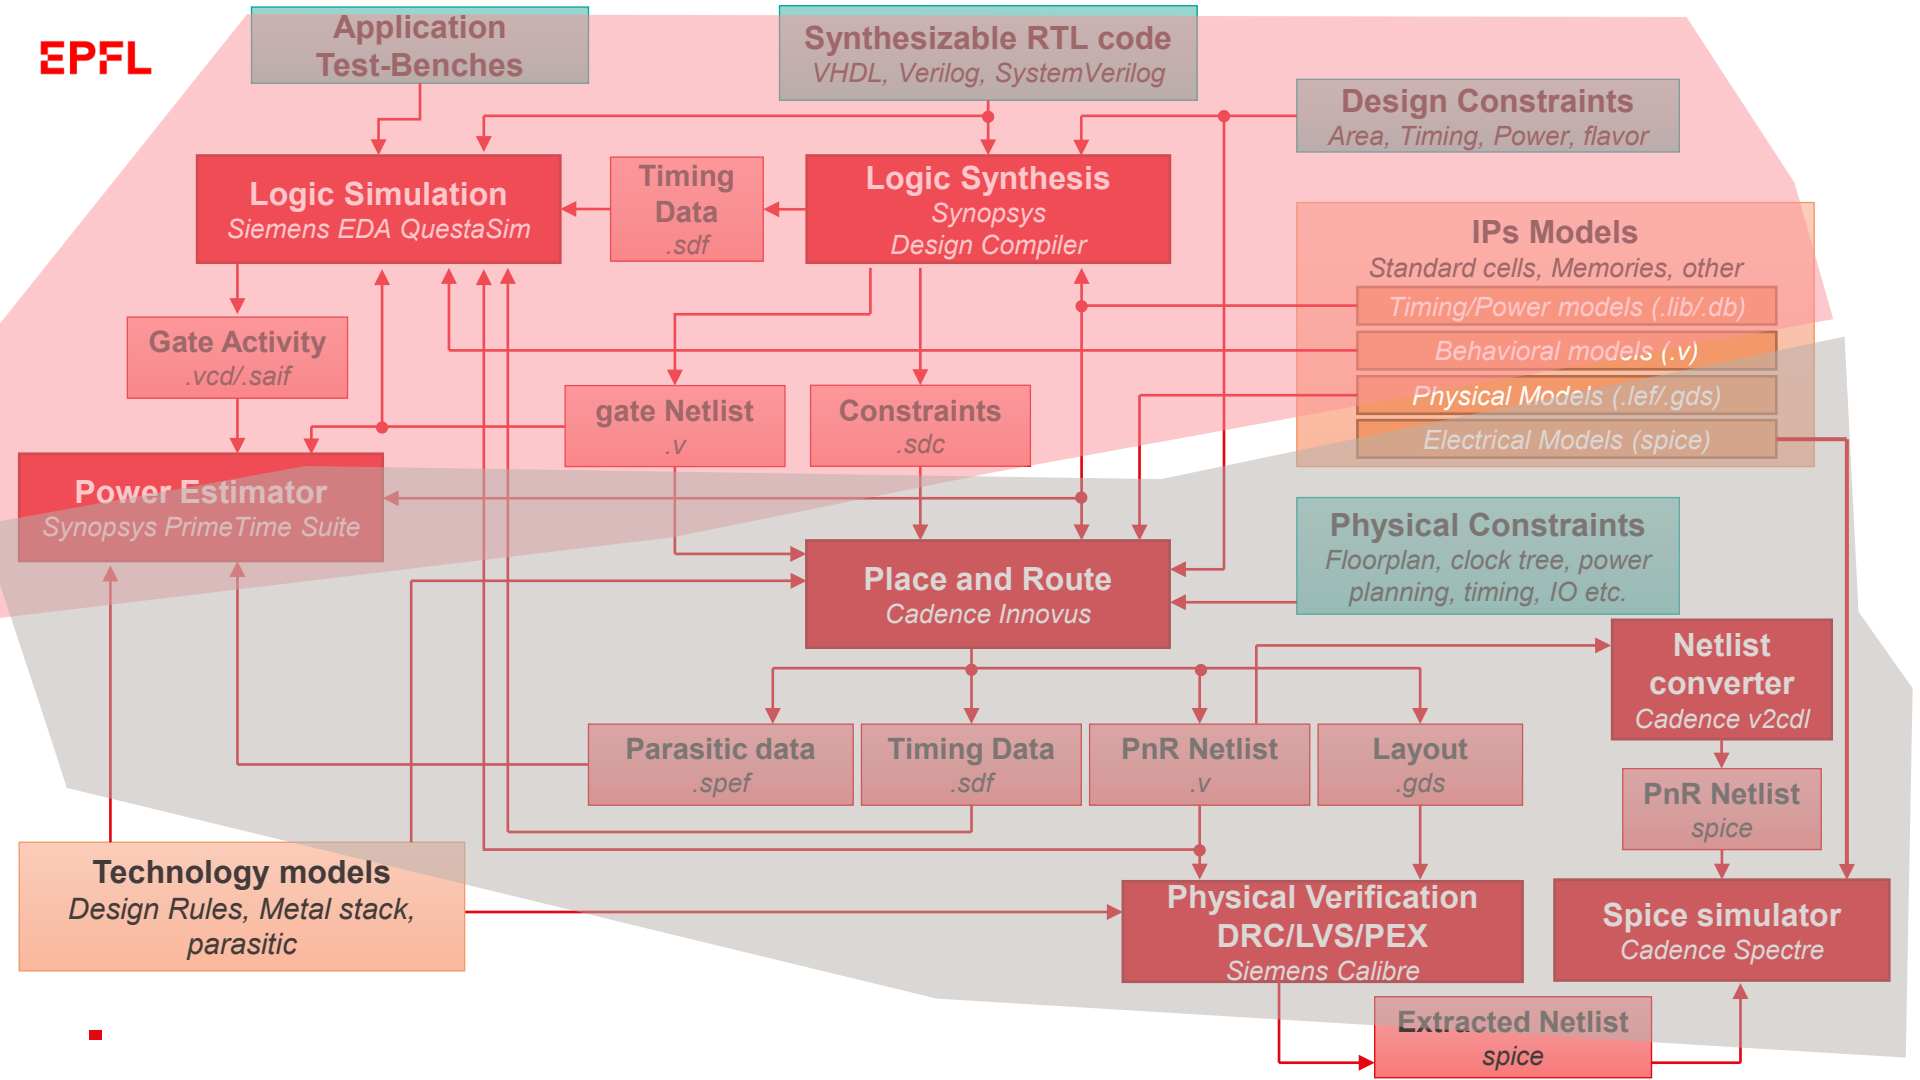 EPFL
Application
Test-Benches
Synthesizable RTL code
VHDL, Verilog, SystemVerilog
Design Constraints
Area, Timing, Power, flavor
Logic Simulation
Siemens EDA QuestaSim
Timing
Data
.sdf
Logic Synthesis
Synopsys
Design Compiler
IPs Models
Standard cells, Memories, other
Timing/Power models (.lib/.db)
Behavioral models (.v)
Physical Models (.lef/.gds)
Electrical Models (spice)
Gate Activity
.vcd/.saif
gate Netlist
.v
Constraints
.sdc
Power Estimator
Synopsys PrimeTime Suite
Physical Constraints
Floorplan, clock tree, power
planning, timing, IO etc.
Place and Route
Cadence Innovus
Netlist
converter
Cadence v2cdl
Parasitic data
.spef
Timing Data
.sdf
PnR Netlist
.v
Layout
.gds
PnR Netlist
spice
Technology models
Design Rules, Metal stack,
parasitic
Physical Verification
DRC/LVS/PEX
Siemens Calibre
Spice simulator
Cadence Spectre
Extracted Netlist
spice